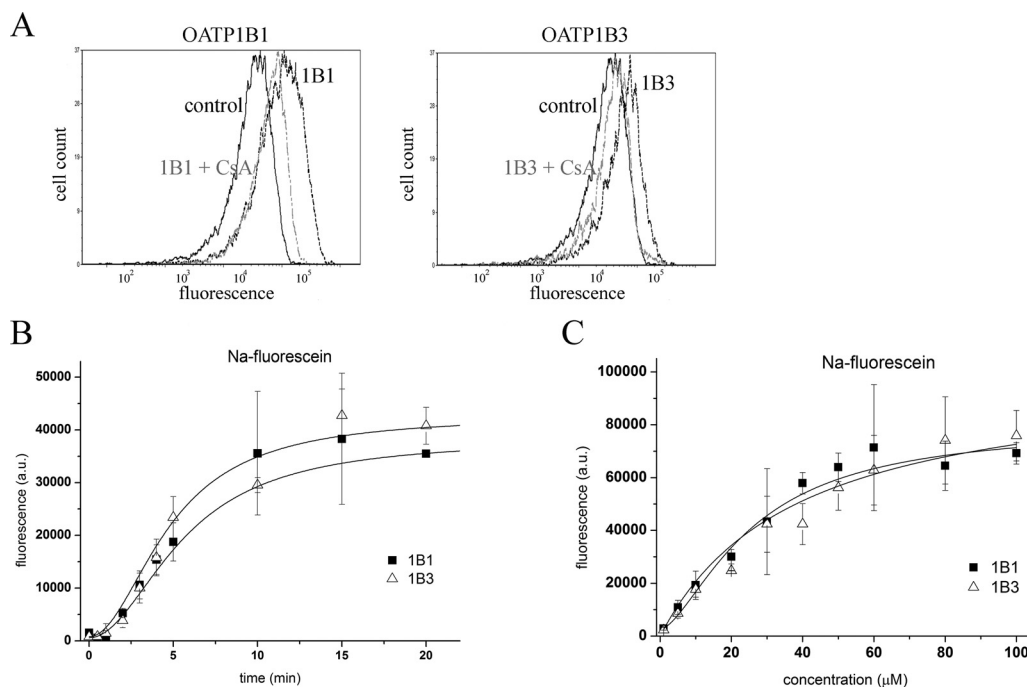 A
OATP1B1
37
28
19
9
cell count
control
1B1
1B1 + CsA
10²
10³
10⁴
10⁵
fluorescence
OATP1B3
37
28
19
9
cell count
control
1B3
1B3 + CsA
10²
10³
10⁴
10⁵
fluorescence
B
Na-fluorescein
50000
40000
30000
20000
10000
0
fluorescence (a.u.)
1B1
1B3
0 5 10 15 20
time (min)
C
Na-fluorescein
100000
80000
60000
40000
20000
0
fluorescence (a.u.)
1B1
1B3
0 20 40 60 80 100
concentration (μM)